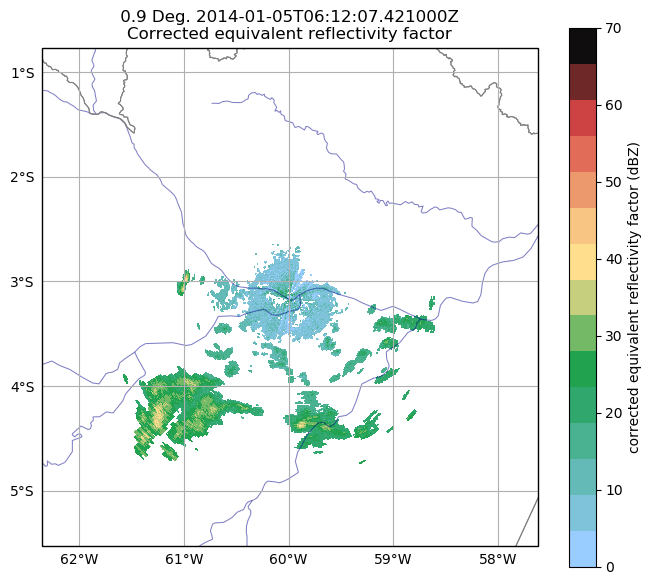 0.9 Deg. 2014-01-05T06:12:07.421000Z
Corrected equivalent reflectivity factor
1°S
2°S
3°S
4°S
5°S
62°W
61°W
60°W
59°W
58°W
70
60
50
40
30
20
10
0
corrected equivalent reflectivity factor (dBZ)